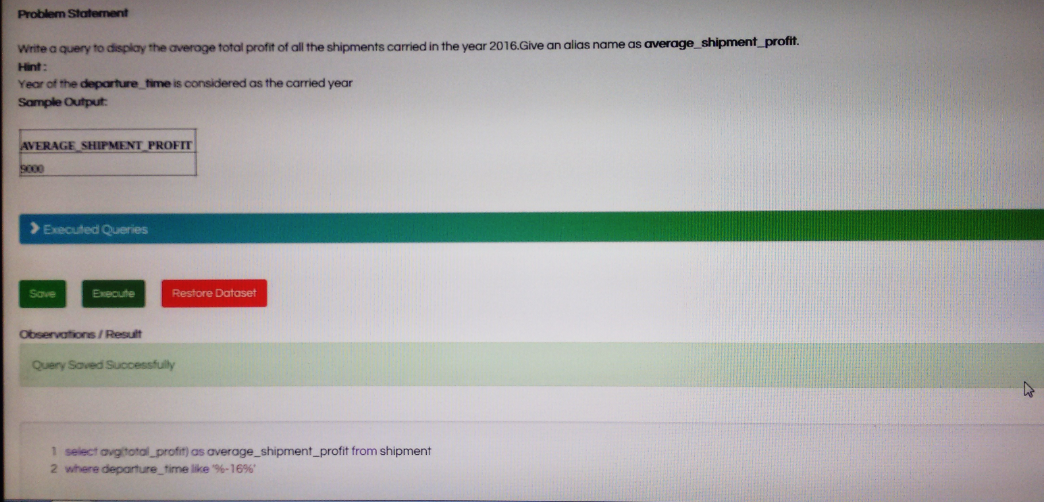 Problem Statement
Write a query to display the average total profit of all the shipments carried in the year 2016.Give an alias name as average_shipment_profit.
Hint:
Year of the departure_time is considered as the carried year
Sample Output:
AVERAGE_SHIPMENT_PROFIT
9000
Executed Queries
Save Execute Restore Dataset
Observations / Result
Query Saved Successfully
1 select avg(total_profit) as average_shipment_profit from shipment
2 where departure_time like '%-16%'